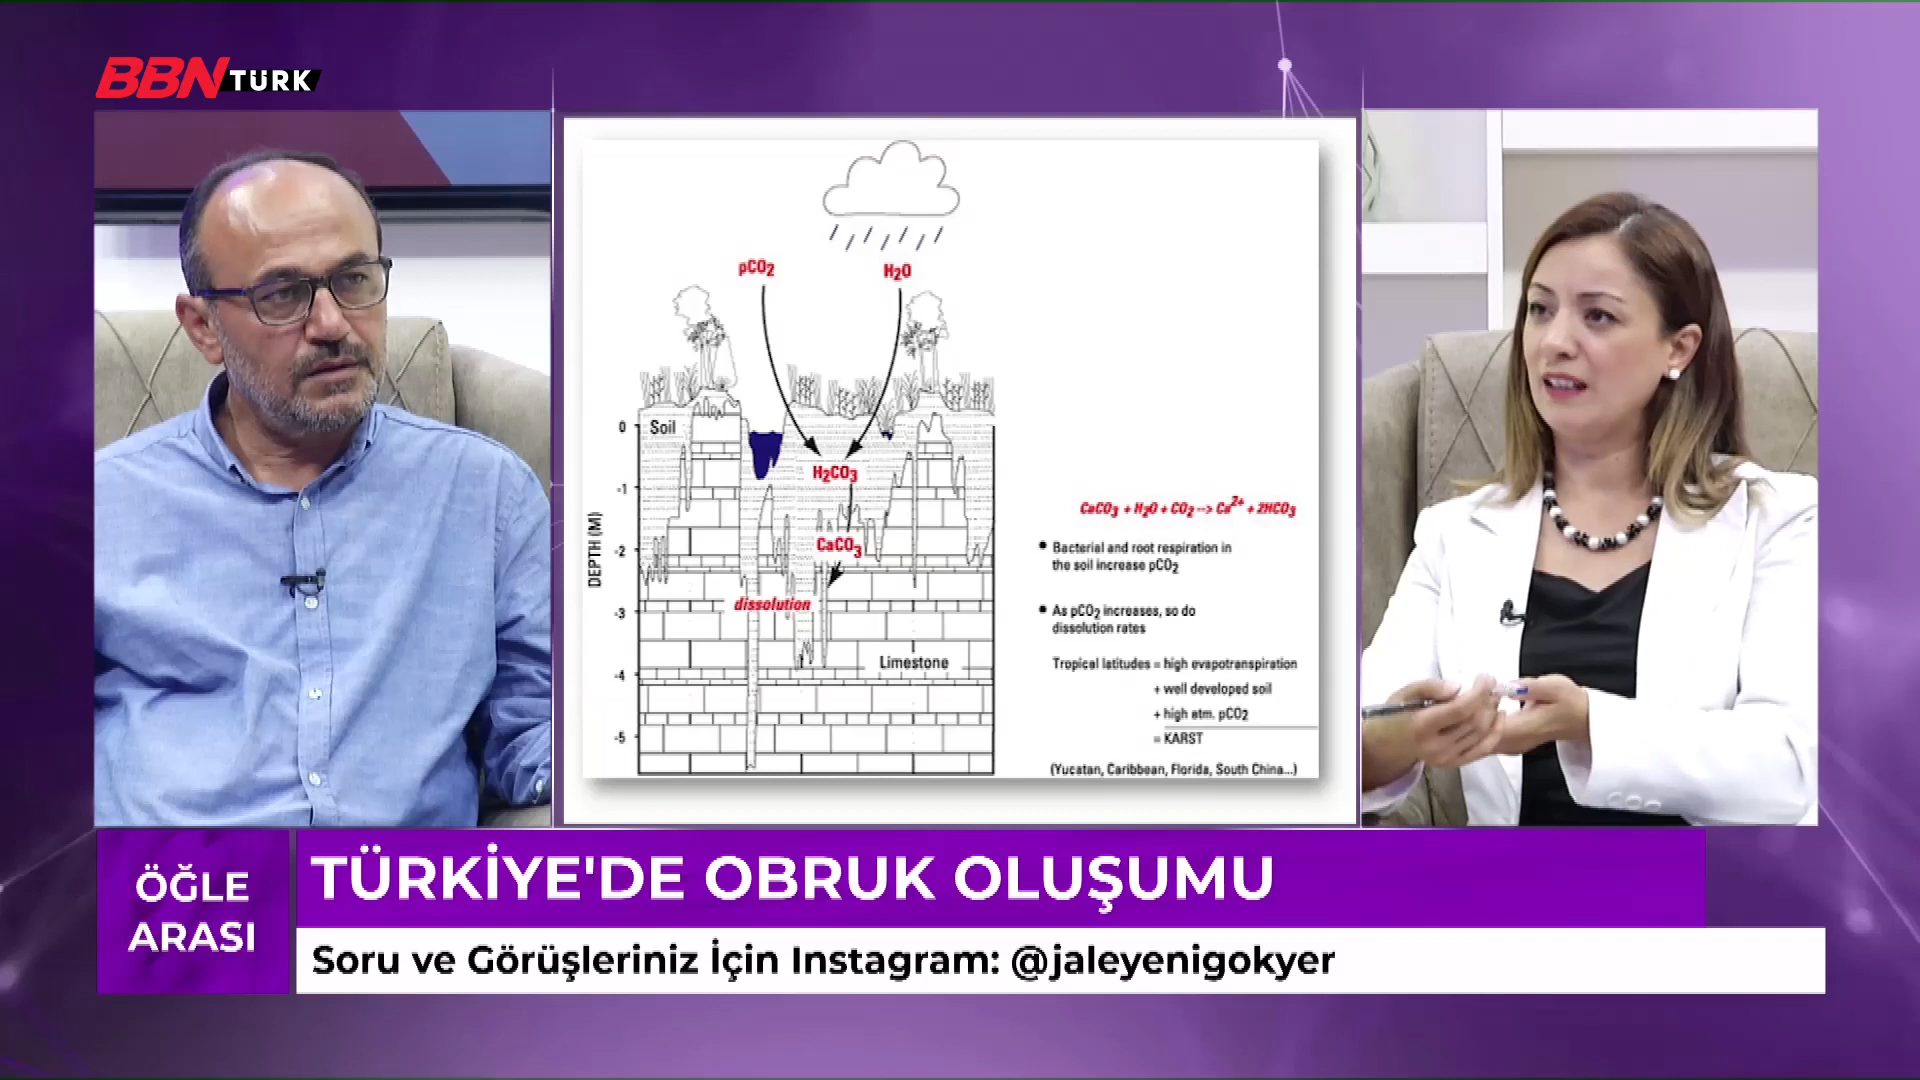 BBN TÜRK
pCO2
H2O
0
Soil
H2CO3
-1
DEPTH (M)
-2
CaCO3
-3
dissolution
-4
Limestone
-5
CaCO3 + H2O + CO2 --> Ca2+ + 2HCO3
• Bacterial and root respiration in
the soil increase pCO2
• As pCO2 increases, so do
dissolution rates
Tropical latitudes = high evapotranspiration
+ well developed soil
+ high atm. pCO2
= KARST
(Yucatan, Caribbean, Florida, South China...)
ÖĞLE
ARASI
TÜRKİYE'DE OBRUK OLUŞUMU
Soru ve Görüşleriniz İçin Instagram: @jaleyenigokyer